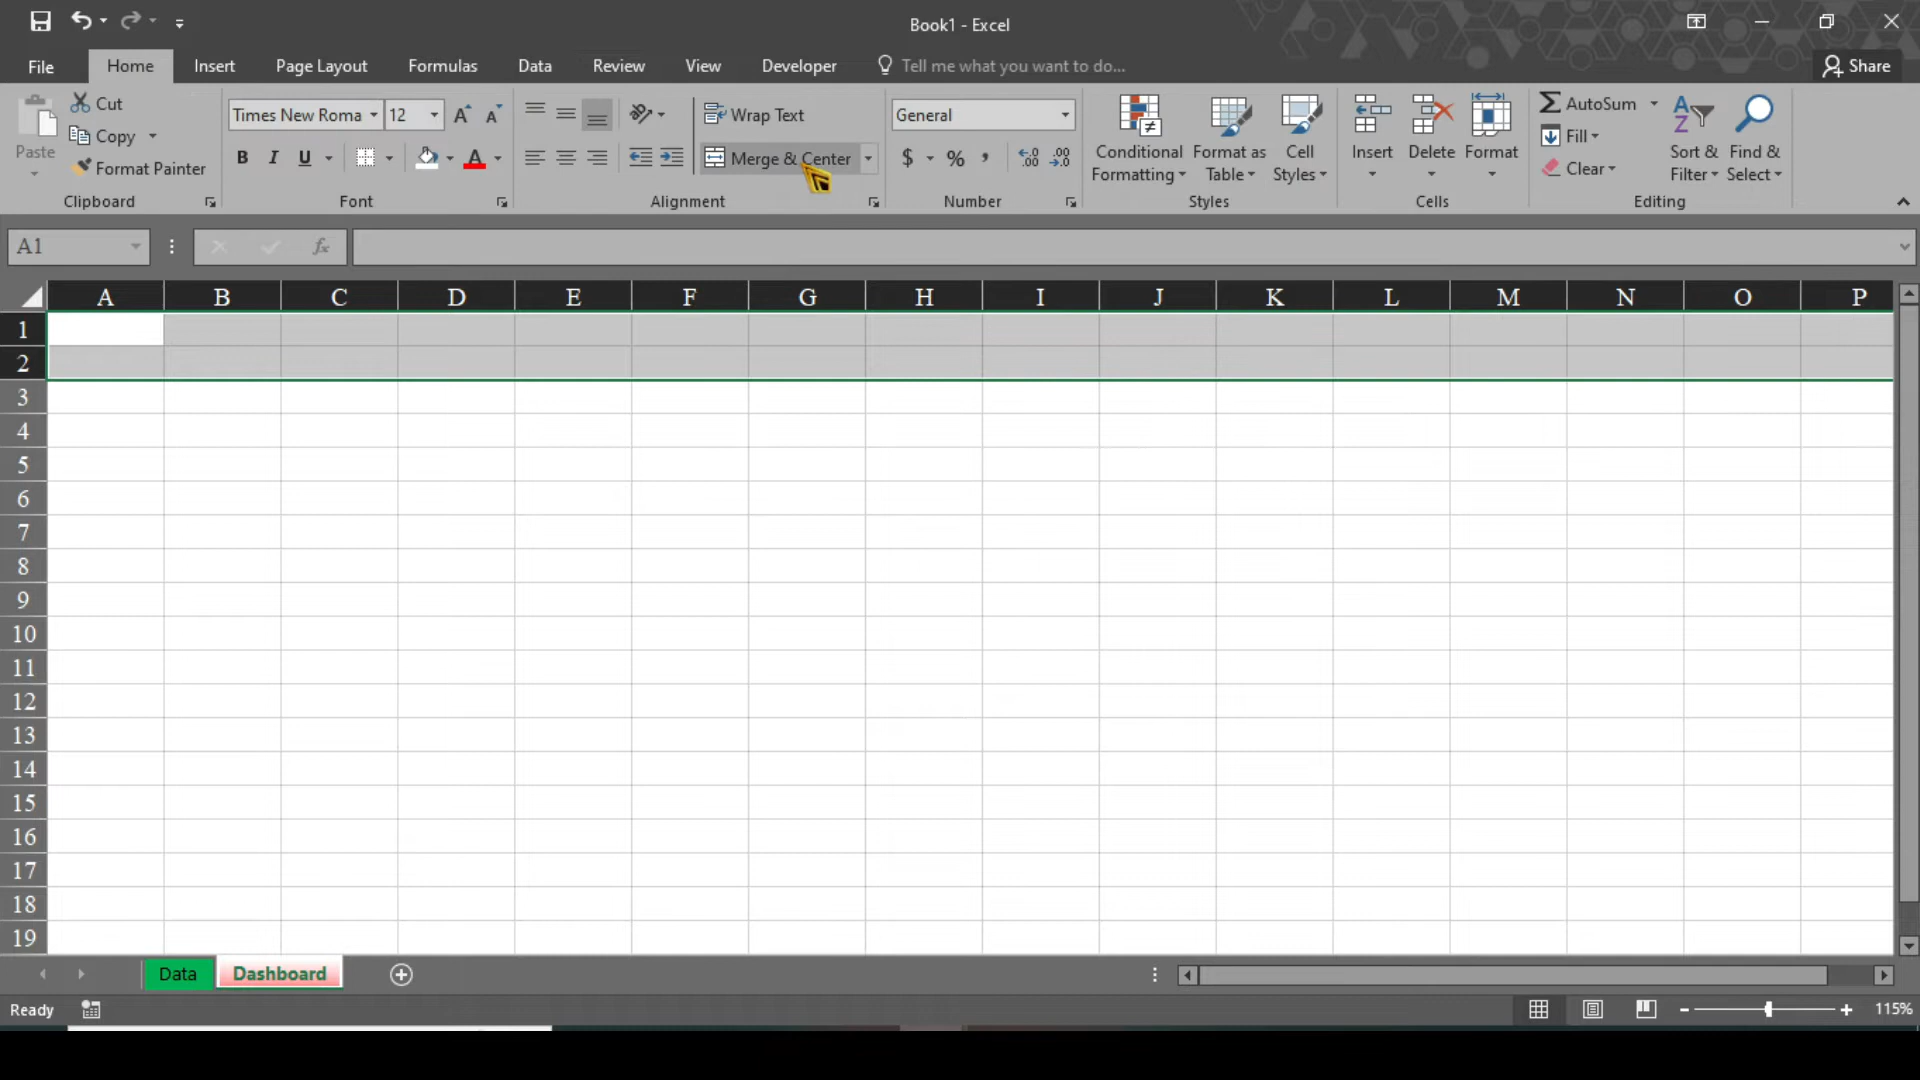 Book1 - Excel
File Home Insert Page Layout Formulas Data Review View Developer Tell me what you want to do... Share
Paste
Cut
Copy
Format Painter
Clipboard
Times New Roma 12 A A
B I U A
Font
Wrap Text
Merge & Center
Alignment
General
$ % , .0 .00 .00 .0
Number
Conditional Formatting
Format as Table
Cell Styles
Styles
Insert
Delete
Format
Cells
AutoSum
Fill
Clear
Sort & Filter
Find & Select
Editing
A1 fx
A B C D E F G H I J K L M N O P
1
2
3
4
5
6
7
8
9
10
11
12
13
14
15
16
17
18
19
Data Dashboard
Ready 115%